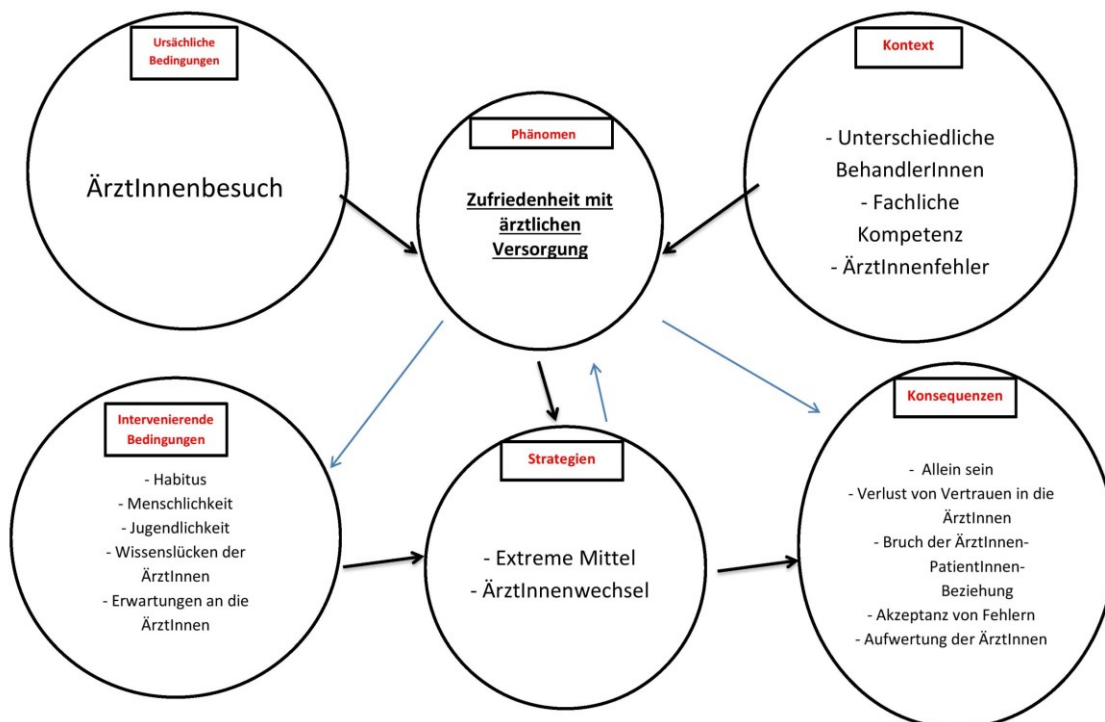 Ursächliche
Bedingungen
ÄrztInnenbesuch
Phänomen
Zufriedenheit mit
ärztlichen
Versorgung
Kontext
- Unterschiedliche
BehandlerInnen
- Fachliche
Kompetenz
- ÄrztInnenfehler
Intervenierende
Bedingungen
- Habitus
- Menschlichkeit
- Jugendlichkeit
- Wissenslücken der
ÄrztInnen
- Erwartungen an die
ÄrztInnen
Strategien
- Extreme Mittel
- ÄrztInnenwechsel
Konsequenzen
- Allein sein
- Verlust von Vertrauen in die
ÄrztInnen
- Bruch der ÄrztInnen-
PatientInnen-
Beziehung
- Akzeptanz von Fehlern
- Aufwertung der ÄrztInnen